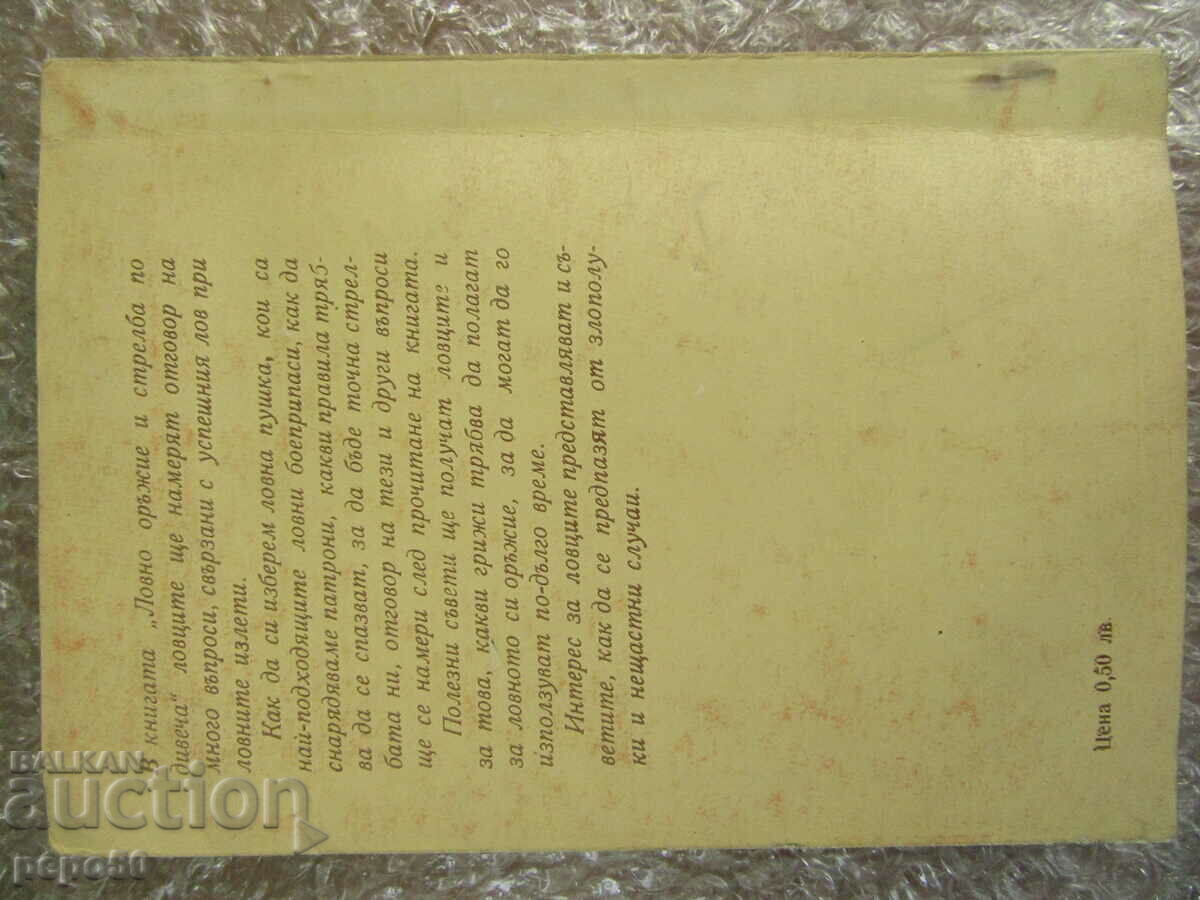 В книгата „Ловно оръжие и стрелба по
дивеча“ ловците ще намерят отговор на
много въпроси, свързани с успешния лов при
ловните излети.
Как да си изберем ловна пушка, кои са
най-подходящите ловни боеприпаси, как да
снарядяваме патрони, какви правила тряб-
ва да се спазват, за да бъде точна стрел-
бата ни, отговор на тези и други въпроси
ще се намери след прочитане на книгата.
Полезни съвети ще получат ловците и
за това, какви грижи трябва да полагат
за ловното си оръжие, за да могат да го
използуват по-дълго време.
Интерес за ловците представляват и съ-
ветите, как да се предпазят от злополу-
ки и нещастни случаи.
Цена 0,50 лв.
BALKAN
auction
pepo50